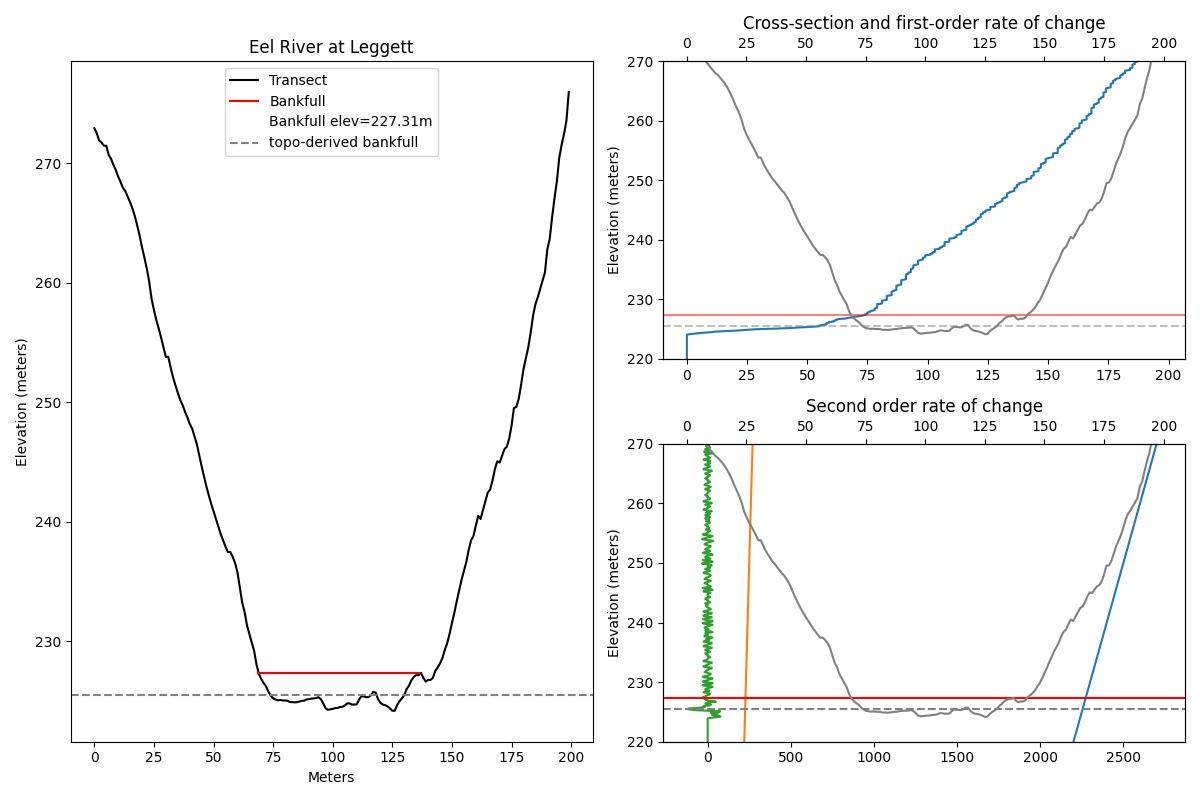 Eel River at Leggett
Transect
Bankfull
Bankfull elev=227.31m
topo-derived bankfull
Elevation (meters)
270
260
250
240
230
0 25 50 75 100 125 150 175 200
Meters
Cross-section and first-order rate of change
0 25 50 75 100 125 150 175 200
Elevation (meters)
270
260
250
240
230
220
0 25 50 75 100 125 150 175 200
Second order rate of change
0 25 50 75 100 125 150 175 200
Elevation (meters)
270
260
250
240
230
220
0 500 1000 1500 2000 2500